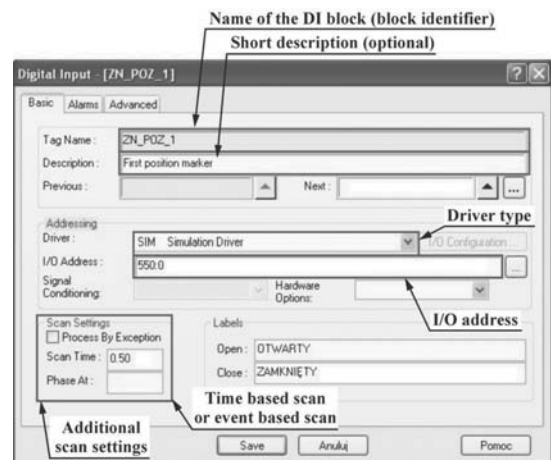 Name of the DI block (block identifier)
Short description (optional)
Digital Input - [ZN_POZ_1]
Basic Alarms Advanced
Tag Name : ZN_POZ_1
Description : First position marker
Previous : Next : ...
Addressing
Driver type
Driver : SIM Simulation Driver I/O Configuration...
I/O Address : 550:0 ...
Signal Conditioning: Hardware Options:
I/O address
Scan Settings
Process By Exception
Scan Time : 0.50
Phase At :
Labels
Open : OTWARTY
Close : ZAMKNIĘTY
Time based scan
or event based scan
Additional
scan settings
Save Anuluj Pomoc